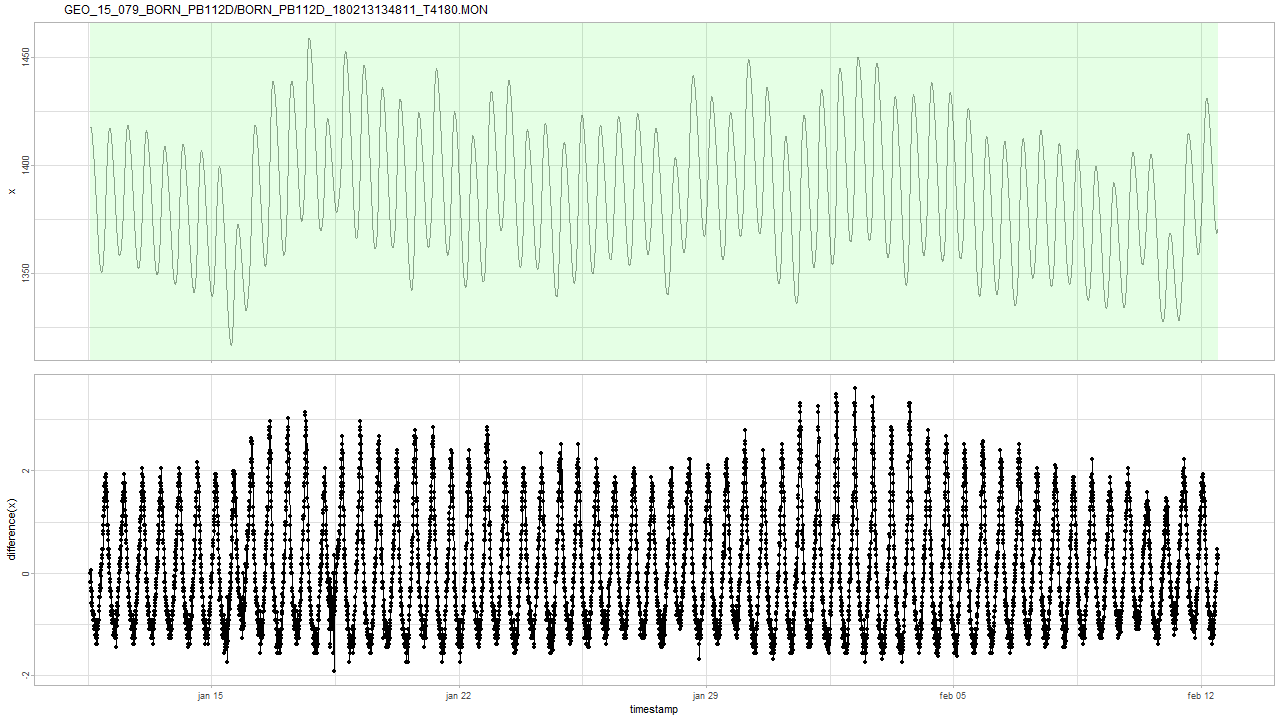 GEO_15_079_BORN_PB112D/BORN_PB112D_180213134811_T4180.MON
1450
1400
x
1350
2
difference(x)
0
-2
jan 15
jan 22
jan 29
feb 05
feb 12
timestamp